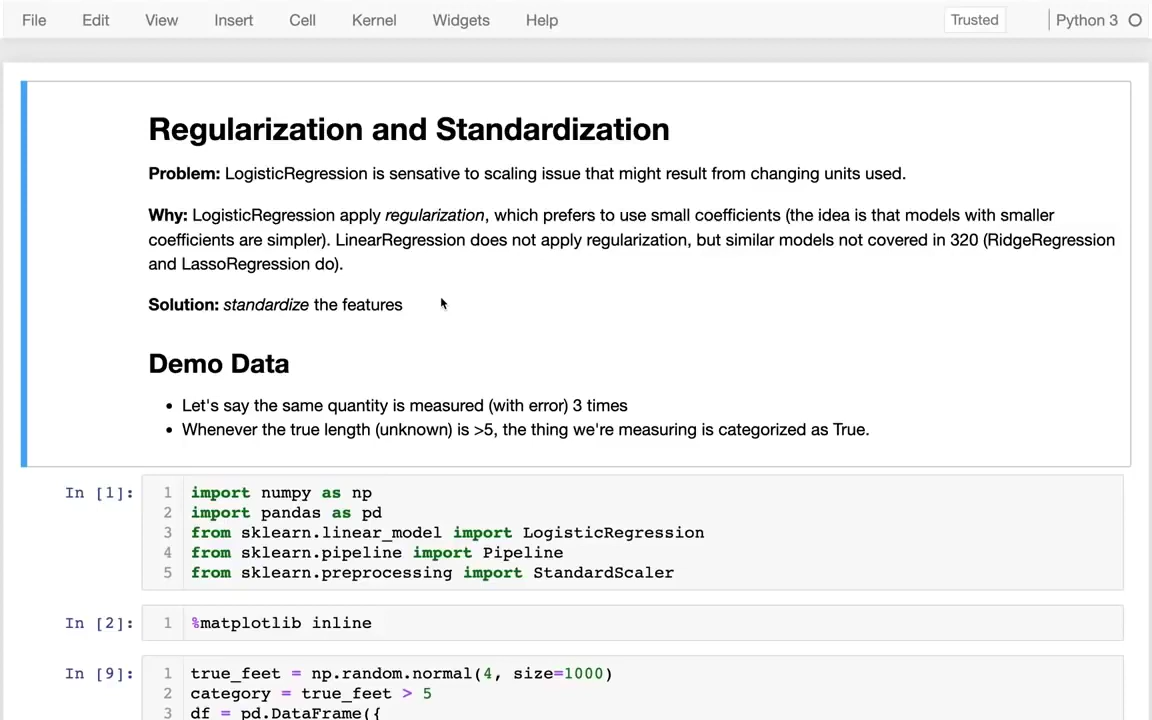 File Edit View Insert Cell Kernel Widgets Help Trusted Python 3
Regularization and Standardization
Problem: LogisticRegression is sensative to scaling issue that might result from changing units used.
Why: LogisticRegression apply regularization, which prefers to use small coefficients (the idea is that models with smaller
coefficients are simpler). LinearRegression does not apply regularization, but similar models not covered in 320 (RidgeRegression
and LassoRegression do).
Solution: standardize the features
Demo Data
• Let's say the same quantity is measured (with error) 3 times
• Whenever the true length (unknown) is >5, the thing we're measuring is categorized as True.
In [1]: 1 import numpy as np
2 import pandas as pd
3 from sklearn.linear_model import LogisticRegression
4 from sklearn.pipeline import Pipeline
5 from sklearn.preprocessing import StandardScaler
In [2]: 1 %matplotlib inline
In [9]: 1 true_feet = np.random.normal(4, size=1000)
2 category = true_feet > 5
3 df = pd.DataFrame({